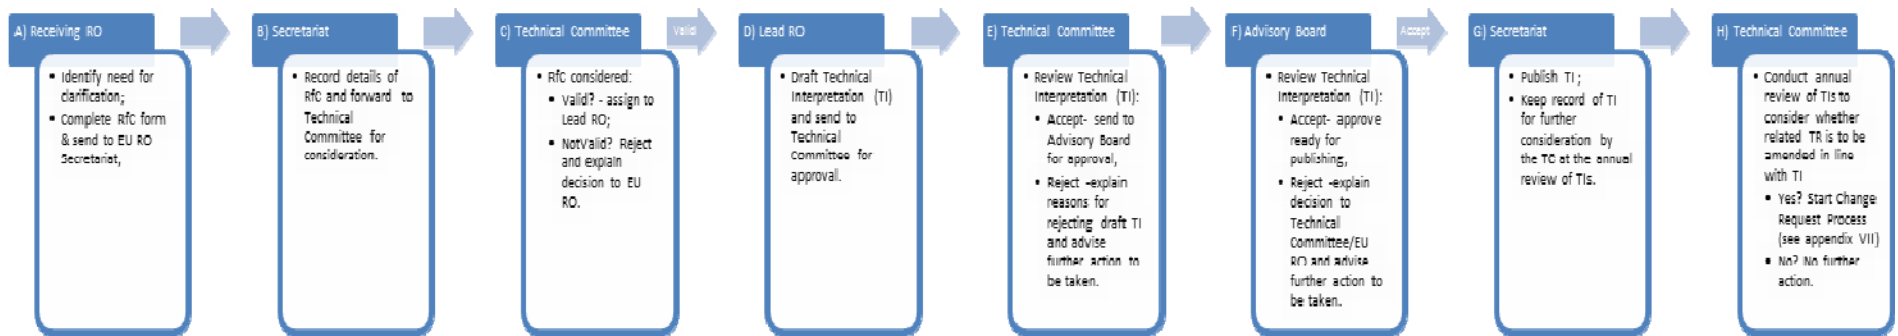 A) Receiving RO
• Identify need for
clarification;
• Complete RfC form
& send to EU RO
Secretariat,
B) Secretariat
• Record details of
RfC and forward to
Technical
Committee for
consideration.
C) Technical Committee
• RfC considered:
• Valid? - assign to
Lead RO;
• NotValid? Reject
and explain
decision to EU
RO.
Valid
D) Lead RO
• Draft Technical
Interpretation (TI)
and send to
Technical
Committee for
approval.
E) Technical Committee
• Review Technical
Interpretation (TI):
• Accept- send to
Advisory Board
for approval,
• Reject -explain
reasons for
rejecting draft TI
and advise
further action to
be taken.
F) Advisory Board
• Review Technical
Interpretation (TI):
• Accept- approve
ready for
publishing,
• Reject -explain
decision to
Technical
Committee/EU
RO and advise
further action to
be taken.
Accept
G) Secretariat
• Publish TI ;
• Keep record of TI
for further
consideration by
the TC at the annual
review of TIs.
H) Technical Committee
• Conduct annual
review of TIs to
consider whether
related TR is to be
amended in line
with TI
• Yes? Start Change
Request Process
(see appendix VII)
• No? No further
action.